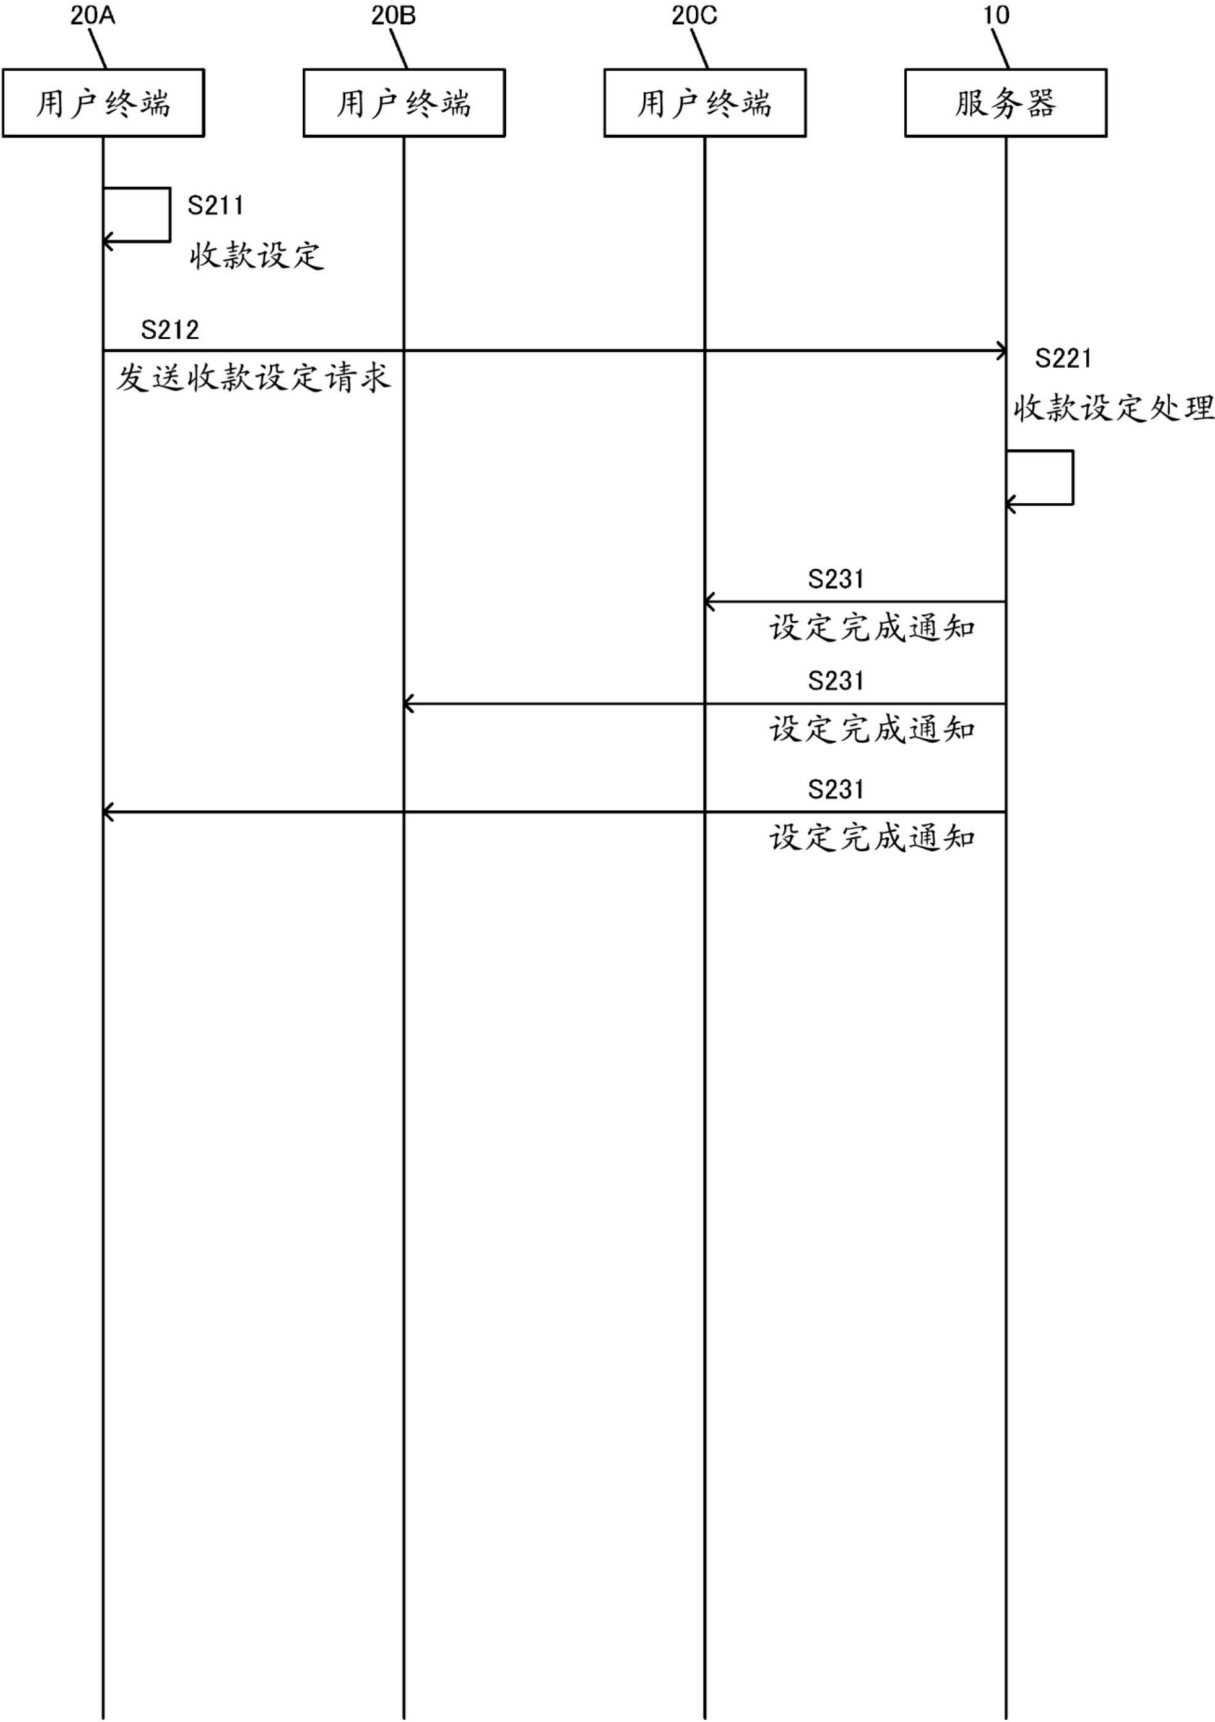 20A 20B 20C 10
用户终端 用户终端 用户终端 服务器
S211
收款设定
S212
发送收款设定请求
S221
收款设定处理
S231
设定完成通知
S231
设定完成通知
S231
设定完成通知